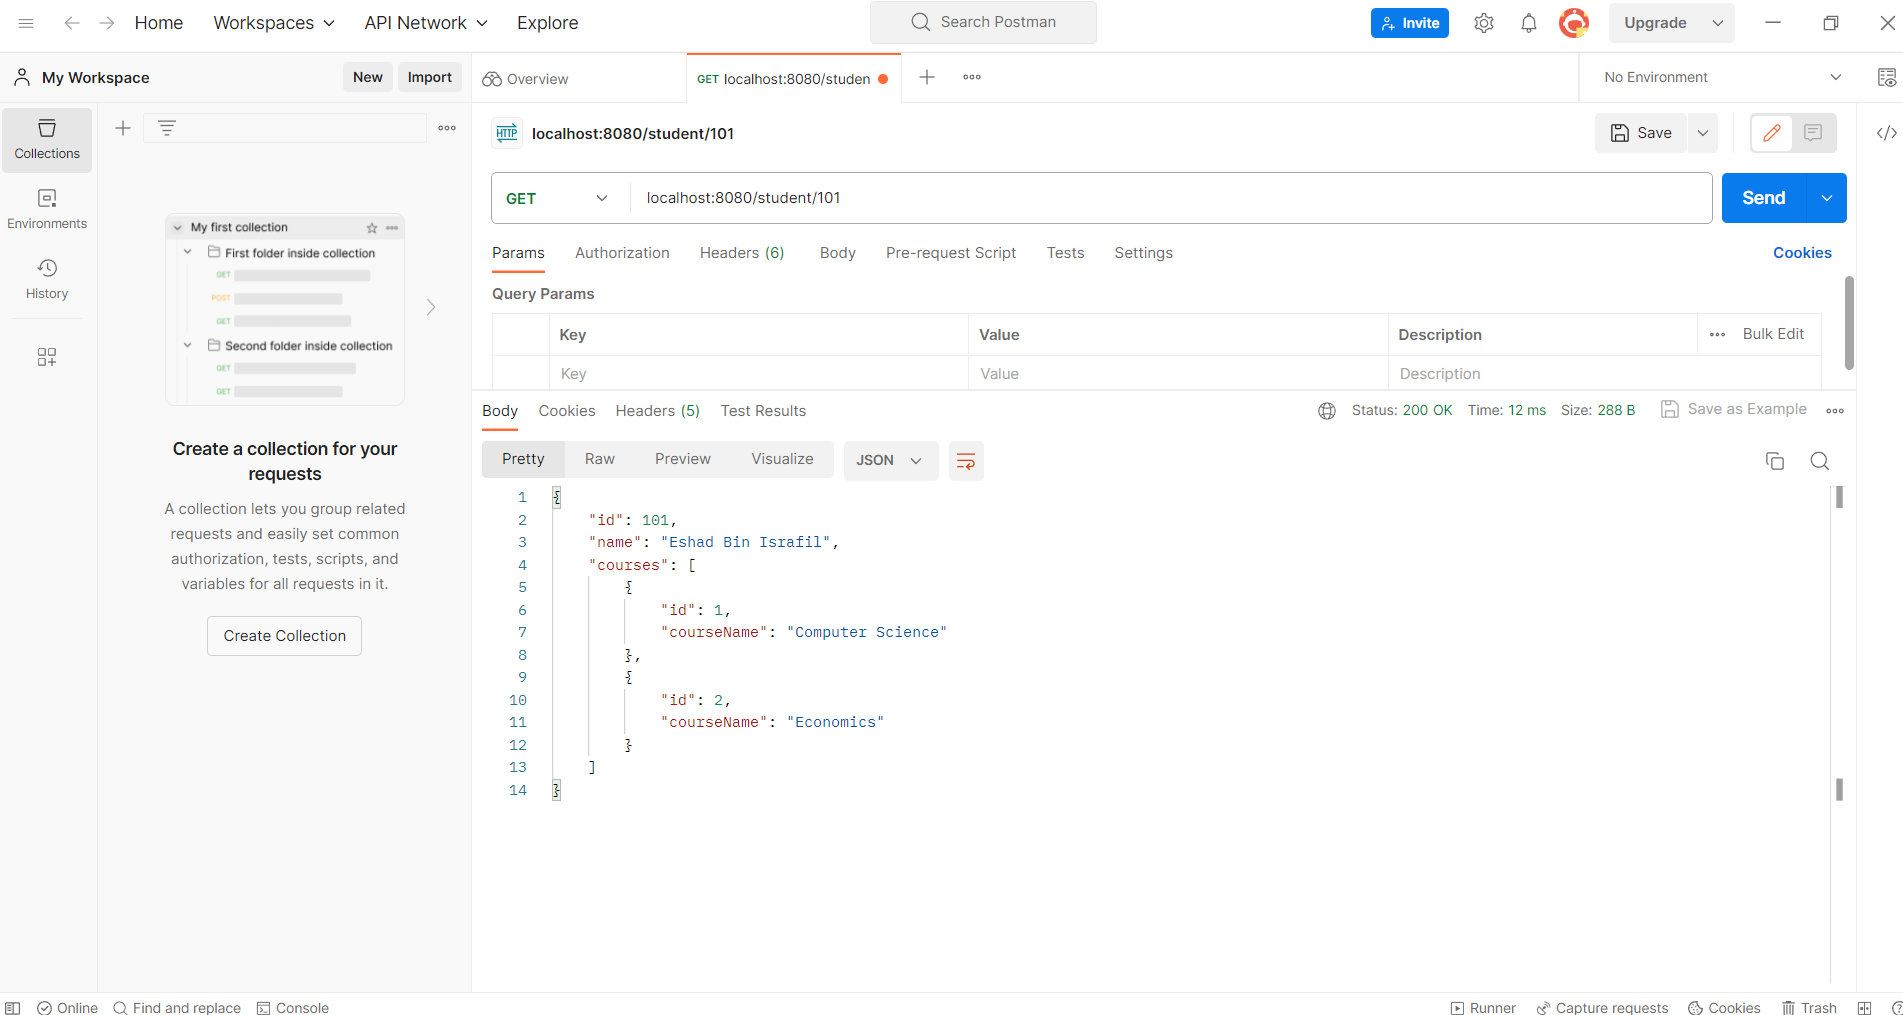 Home Workspaces API Network Explore Search Postman Invite Upgrade
My Workspace New Import Overview GET localhost:8080/studen No Environment
Collections
Environments
History
My first collection
First folder inside collection
GET
POST
GET
Second folder inside collection
GET
GET
Create a collection for your
requests
A collection lets you group related
requests and easily set common
authorization, tests, scripts, and
variables for all requests in it.
Create Collection
HTTP localhost:8080/student/101 Save
GET localhost:8080/student/101 Send
Params Authorization Headers (6) Body Pre-request Script Tests Settings Cookies
Query Params
Key Value Description Bulk Edit
Key Value Description
Body Cookies Headers (5) Test Results Status: 200 OK Time: 12 ms Size: 288 B Save as Example
Pretty Raw Preview Visualize JSON
1 {
2 "id": 101,
3 "name": "Eshad Bin Israfil",
4 "courses": [
5 {
6 "id": 1,
7 "courseName": "Computer Science"
8 },
9 {
10 "id": 2,
11 "courseName": "Economics"
12 }
13 ]
14 }
Online Find and replace Console Runner Capture requests Cookies Trash